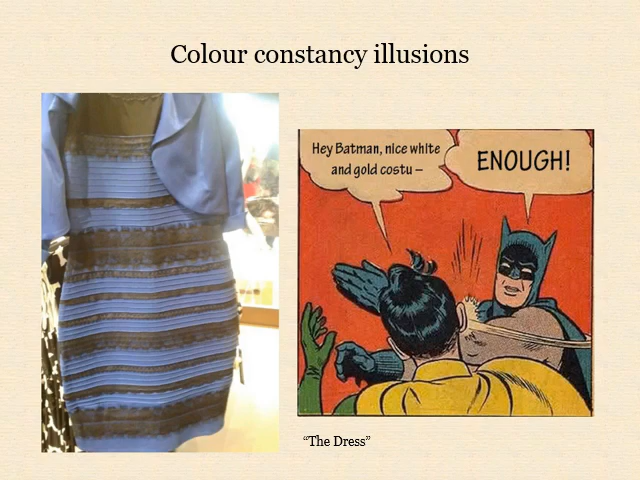 Colour constancy illusions
Hey Batman, nice white
and gold costu –
ENOUGH!
“The Dress”